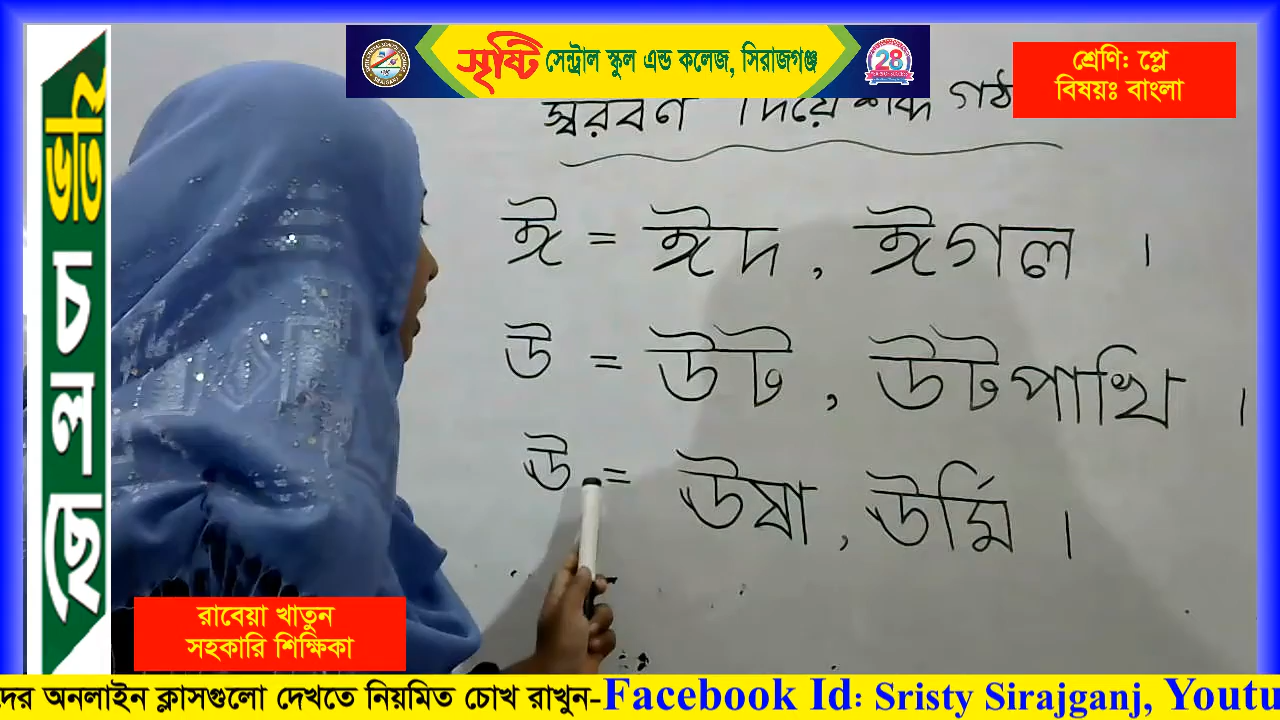 সৃষ্টি সেন্ট্রাল স্কুল এন্ড কলেজ, সিরাজগঞ্জ
28
শ্রেণি: প্লে
বিষয়ঃ বাংলা
ভর্তি চলছে
স্বরবর্ণ দিয়ে শব্দ গঠ
ঈ = ঈদ, ঈগল ।
উ = উট, উটপাখি ।
ঊ = ঊষা, ঊর্মি ।
রাবেয়া খাতুন
সহকারি শিক্ষিকা
দের অনলাইন ক্লাসগুলো দেখতে নিয়মিত চোখ রাখুন-Facebook Id: Sristy Sirajganj, Youtu